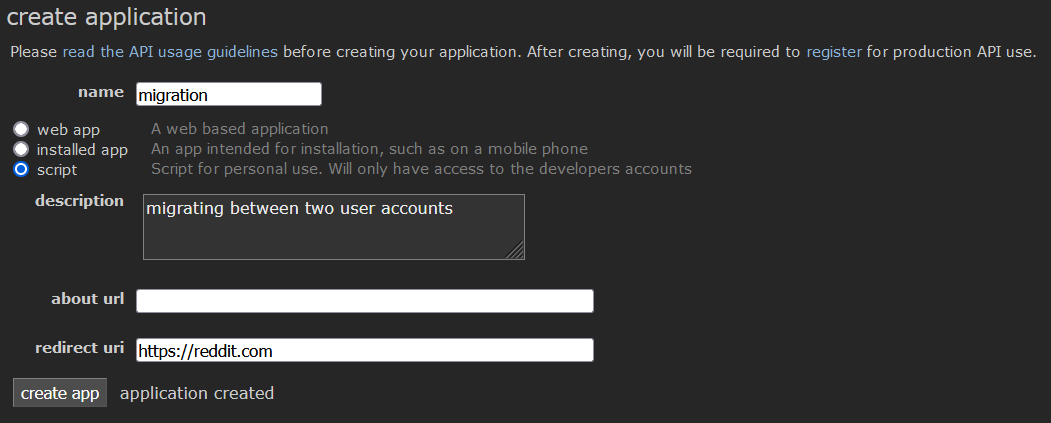 create application
Please read the API usage guidelines before creating your application. After creating, you will be required to register for production API use.
name migration
web app A web based application
installed app An app intended for installation, such as on a mobile phone
script Script for personal use. Will only have access to the developers accounts
description migrating between two user accounts
about url
redirect uri https://reddit.com
create app application created